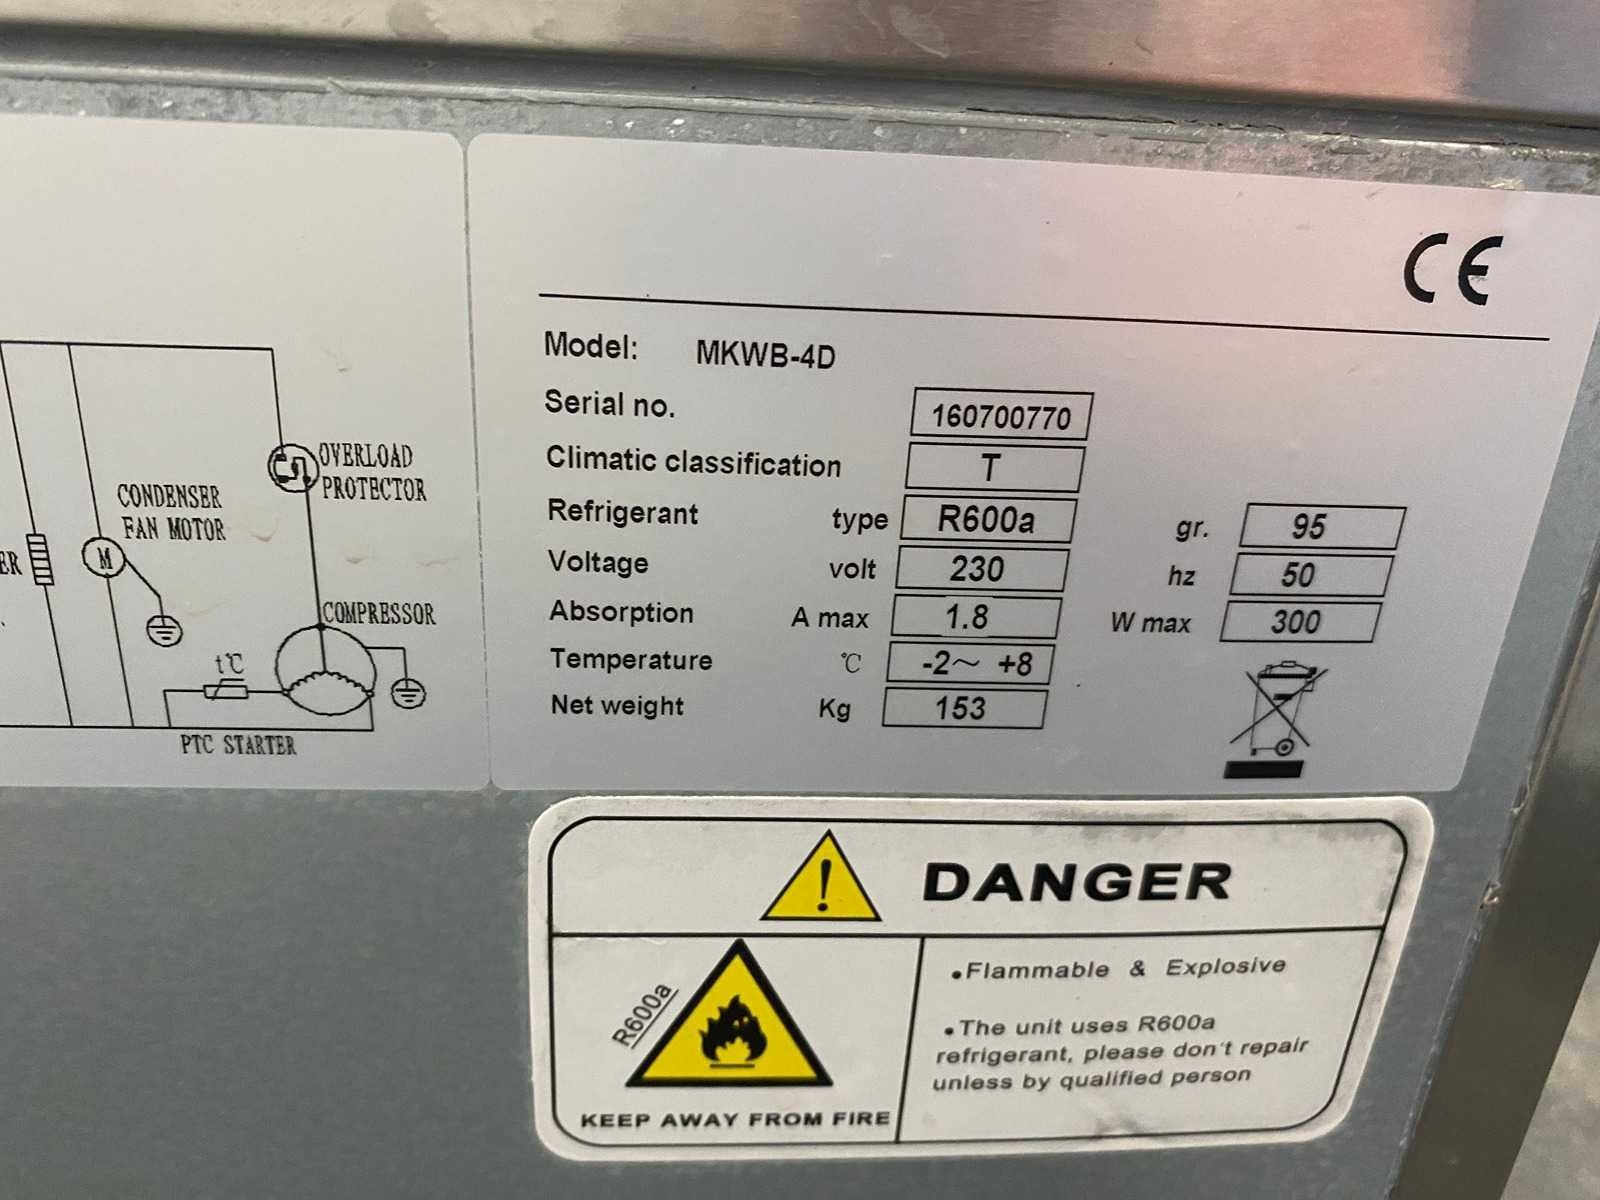 CE
Model: MKWB-4D
Serial no. 160700770
Climatic classification T
Refrigerant type R600a gr. 95
Voltage volt 230 hz 50
Absorption A max 1.8 W max 300
Temperature °C -2～ +8
Net weight Kg 153
OVERLOAD
PROTECTOR
CONDENSER
FAN MOTOR
ER
M
COMPRESSOR
t°C
PTC STARTER
DANGER
R600a
KEEP AWAY FROM FIRE
•Flammable & Explosive
•The unit uses R600a
refrigerant, please don't repair
unless by qualified person